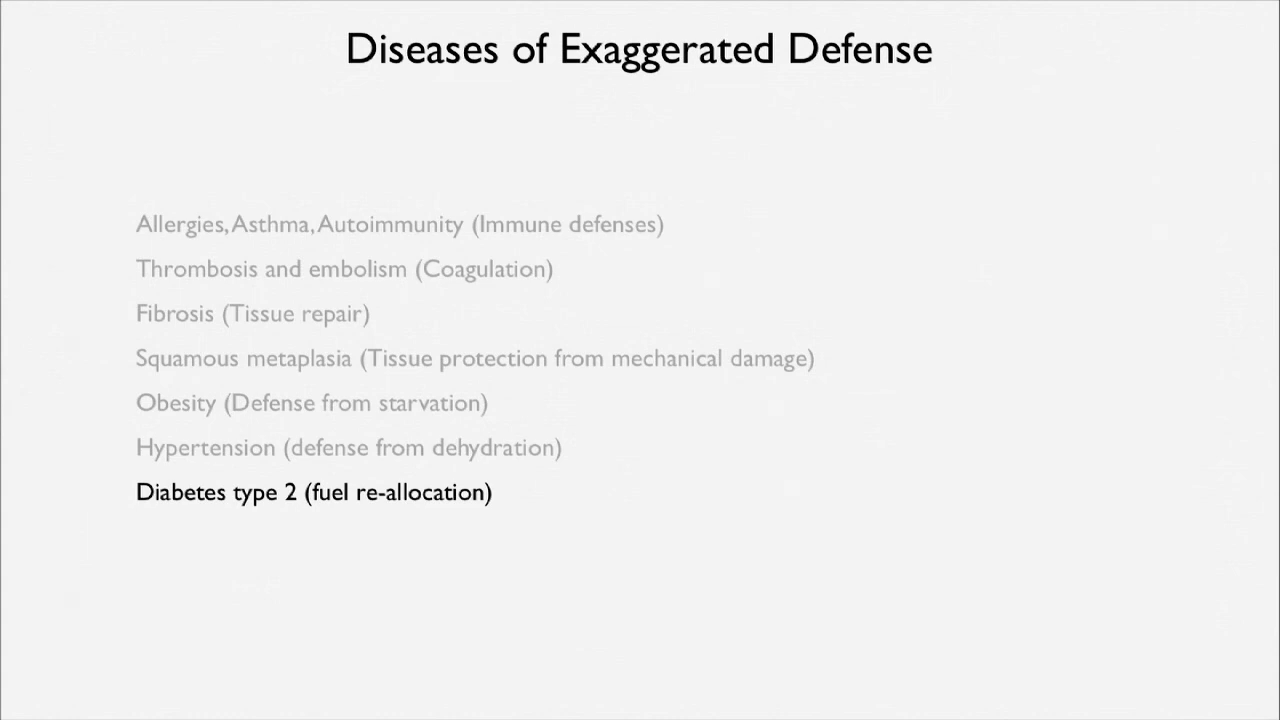 Diseases of Exaggerated Defense
Allergies, Asthma, Autoimmunity (Immune defenses)
Thrombosis and embolism (Coagulation)
Fibrosis (Tissue repair)
Squamous metaplasia (Tissue protection from mechanical damage)
Obesity (Defense from starvation)
Hypertension (defense from dehydration)
Diabetes type 2 (fuel re-allocation)